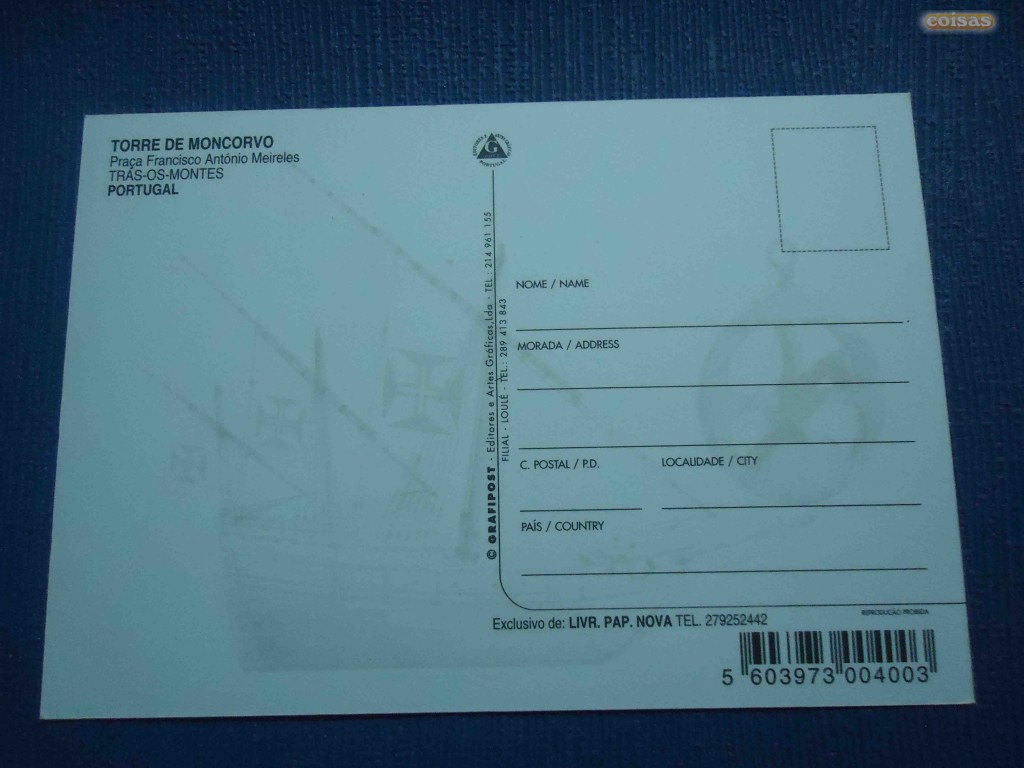 coisas
TORRE DE MONCORVO
Praça Francisco António Meireles
TRÁS-OS-MONTES
PORTUGAL
G
PORTUGAL
© GRAFIPOST - Editores e Artes Gráficas, Lda - TEL.: 214 961 155
FILIAL - LOULÉ - TEL.: 289 413 843
NOME / NAME
MORADA / ADDRESS
C. POSTAL / P.D.
LOCALIDADE / CITY
PAÍS / COUNTRY
REPRODUÇÃO PROIBIDA
Exclusivo de: LIVR. PAP. NOVA TEL. 279252442
5 603973 004003